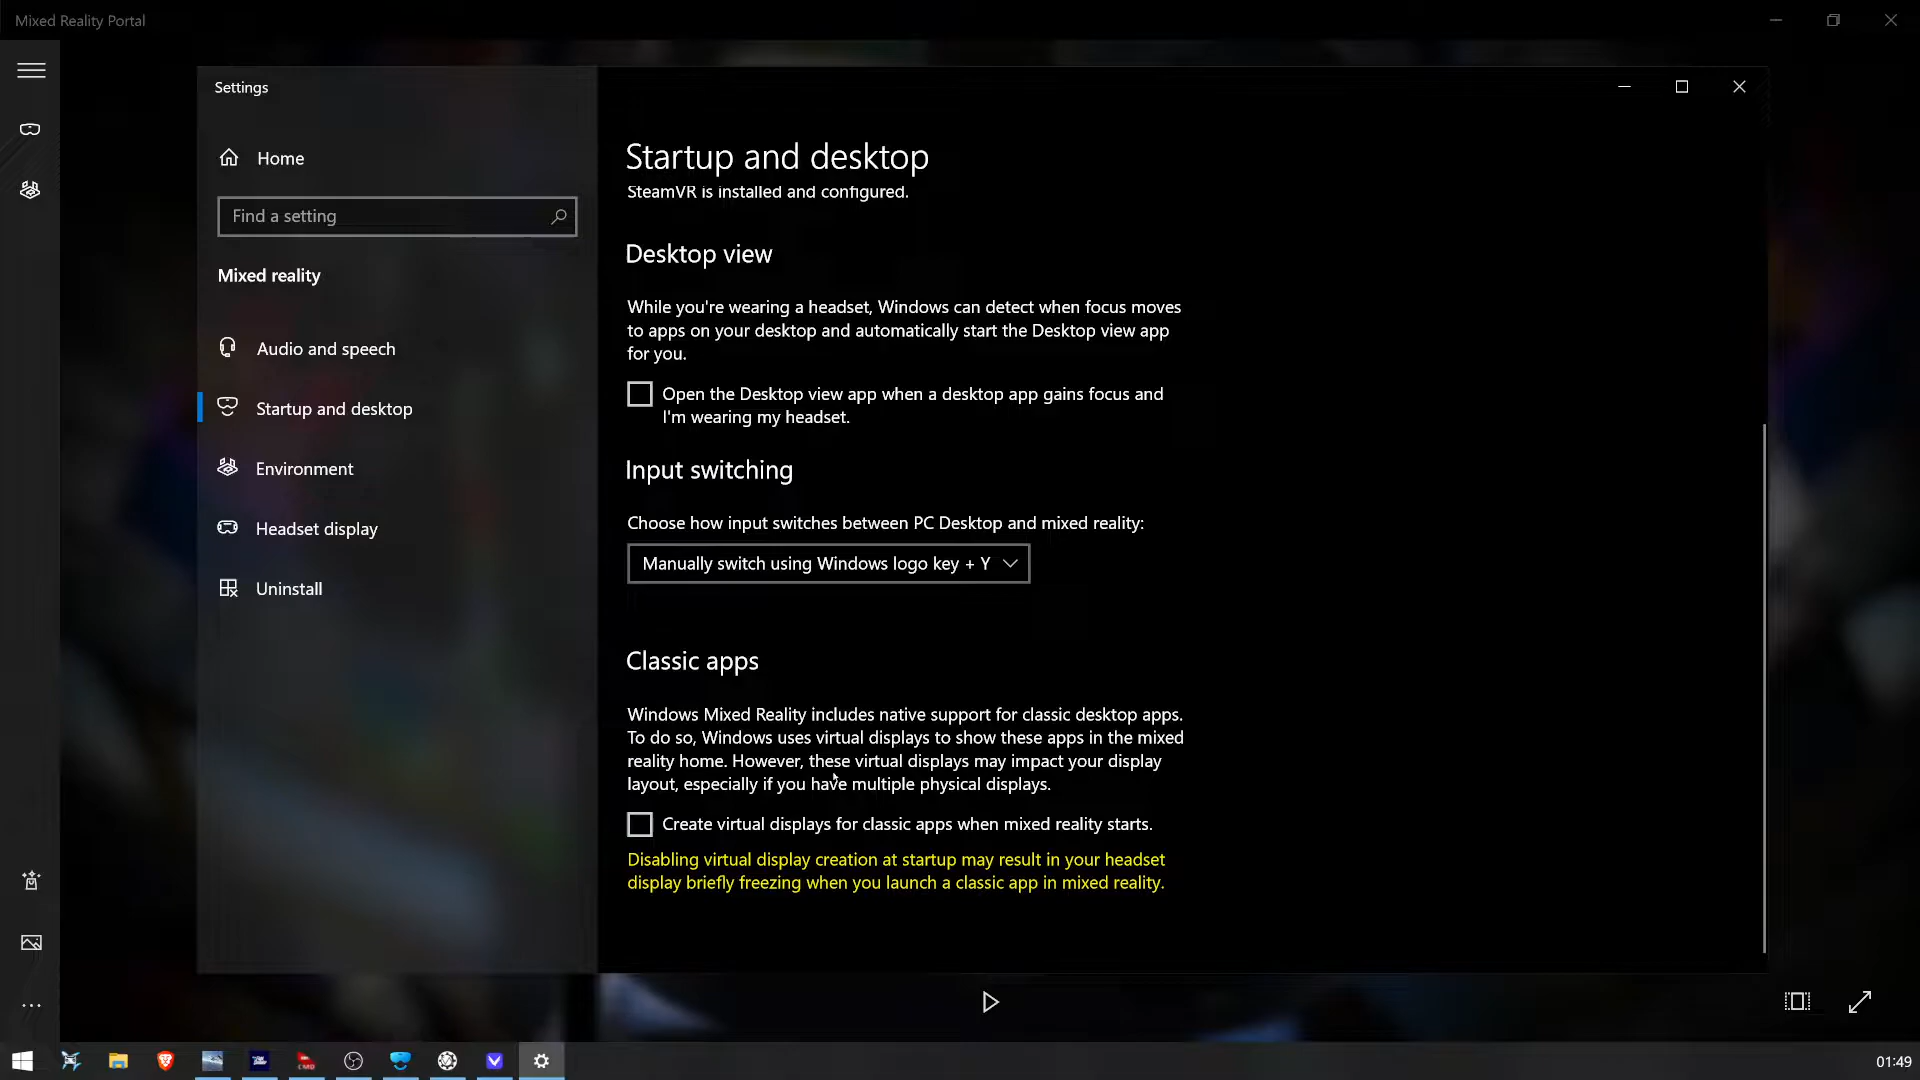 Mixed Reality Portal
Settings
Home
Find a setting
Mixed reality
Audio and speech
Startup and desktop
Environment
Headset display
Uninstall
Startup and desktop
SteamVR is installed and configured.
Desktop view
While you're wearing a headset, Windows can detect when focus moves
to apps on your desktop and automatically start the Desktop view app
for you.
Open the Desktop view app when a desktop app gains focus and
I'm wearing my headset.
Input switching
Choose how input switches between PC Desktop and mixed reality:
Manually switch using Windows logo key + Y
Classic apps
Windows Mixed Reality includes native support for classic desktop apps.
To do so, Windows uses virtual displays to show these apps in the mixed
reality home. However, these virtual displays may impact your display
layout, especially if you have multiple physical displays.
Create virtual displays for classic apps when mixed reality starts.
Disabling virtual display creation at startup may result in your headset
display briefly freezing when you launch a classic app in mixed reality.
CMD
01:49